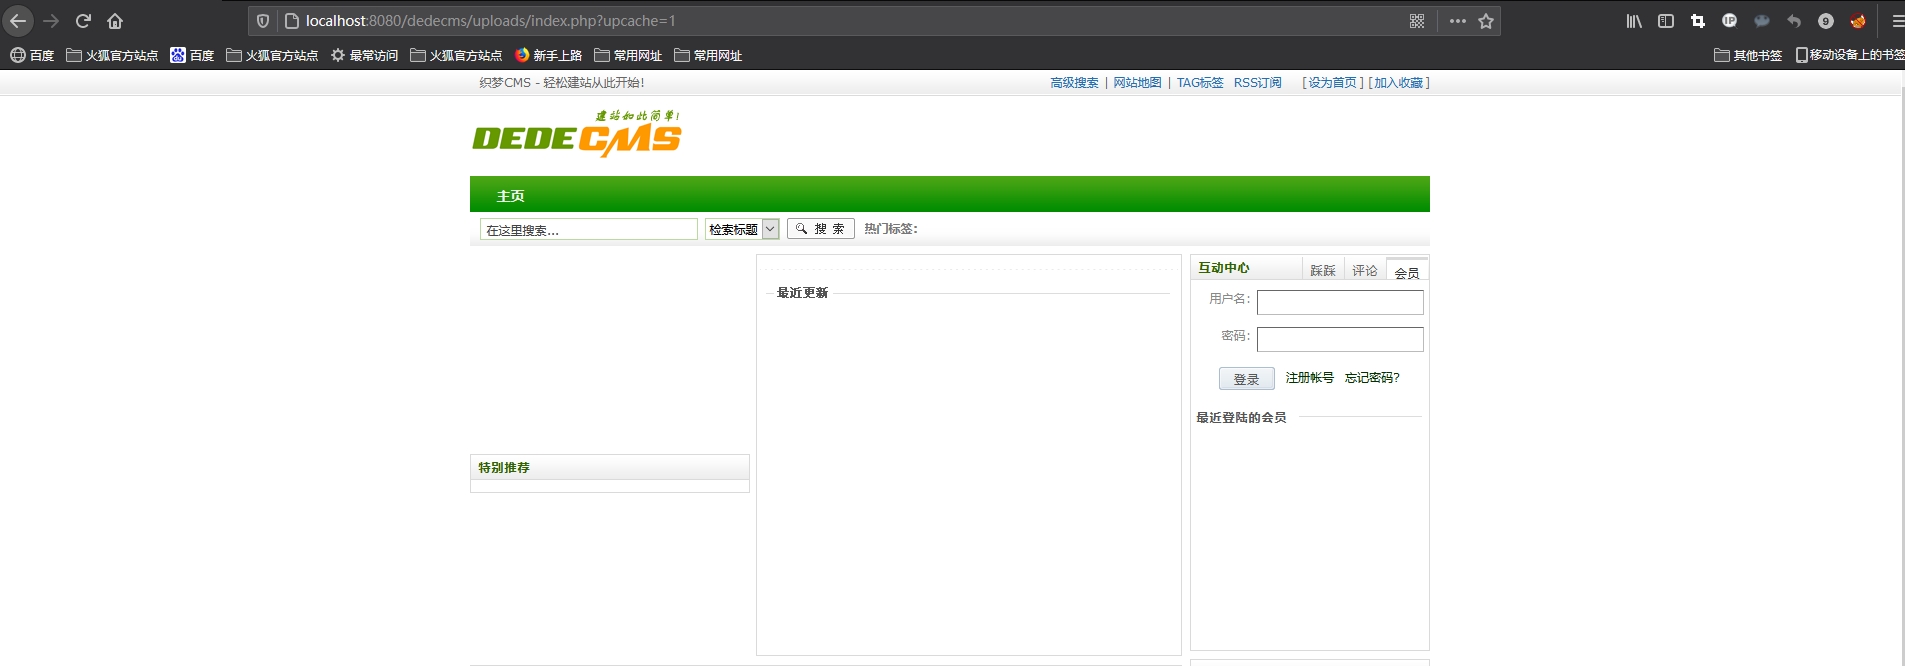 localhost:8080/dedecms/uploads/index.php?upcache=1
IP
9
百度 火狐官方站点 百度 火狐官方站点 最常访问 火狐官方站点 新手上路 常用网址 常用网址 其他书签 移动设备上的书签
织梦CMS - 轻松建站从此开始! 高级搜索 | 网站地图 | TAG标签 RSS订阅 [ 设为首页 ] [ 加入收藏 ]
建站如此简单!
DEDECMS
主页
在这里搜索... 检索标题 搜 索 热门标签:
互动中心 踩踩 评论 会员
最近更新
用户名:
密码:
登录 注册帐号 忘记密码?
最近登陆的会员
特别推荐